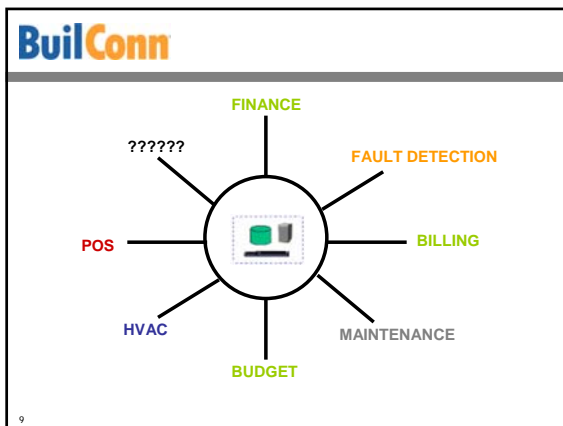 BuilConn
FINANCE
??????
FAULT DETECTION
POS
BILLING
HVAC
MAINTENANCE
BUDGET
9